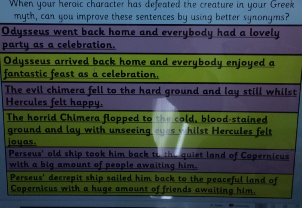 When your heroic character has defeated the creature in your Greek
myth, can you improve these sentences by using better synonyms?
Odysseus went back home and everybody had a lovely
party as a celebration.
Odysseus arrived back home and everybody enjoyed a
fantastic feast as a celebration.
The evil chimera fell to the hard ground and lay still whilst
Hercules felt happy.
The horrid Chimera flopped to the cold, blood-stained
ground and lay with unseeing eyes whilst Hercules felt
joyas.
Perseus' old ship took him back to the quiet land of Copernicus
with a big amount of people awaiting him.
Perseus' decrepit ship sailed him back to the peaceful land of
Copernicus with a huge amount of friends awaiting him.